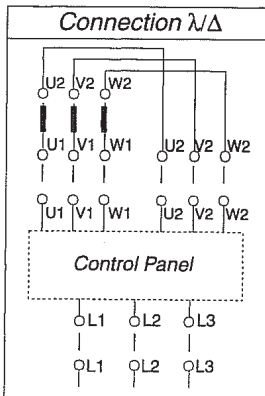 Connection λ/Δ
U2 V2 W2
U1 V1 W1 U2 V2 W2
U1 V1 W1 U2 V2 W2
Control Panel
L1 L2 L3
L1 L2 L3